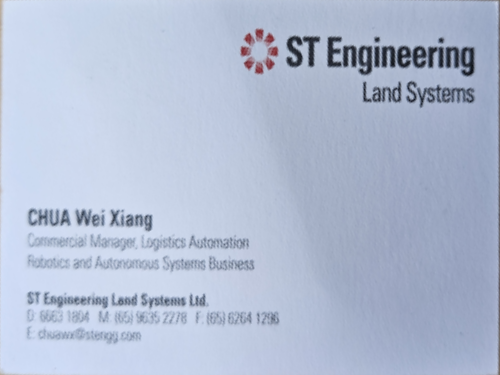 ST Engineering
Land Systems
CHUA Wei Xiang
Commercial Manager, Logistics Automation
Robotics and Autonomous Systems Business
ST Engineering Land Systems Ltd.
D: 6663 1804 M: (65) 9635 2278 F: (65) 6264 1296
E: chuawx@stengg.com